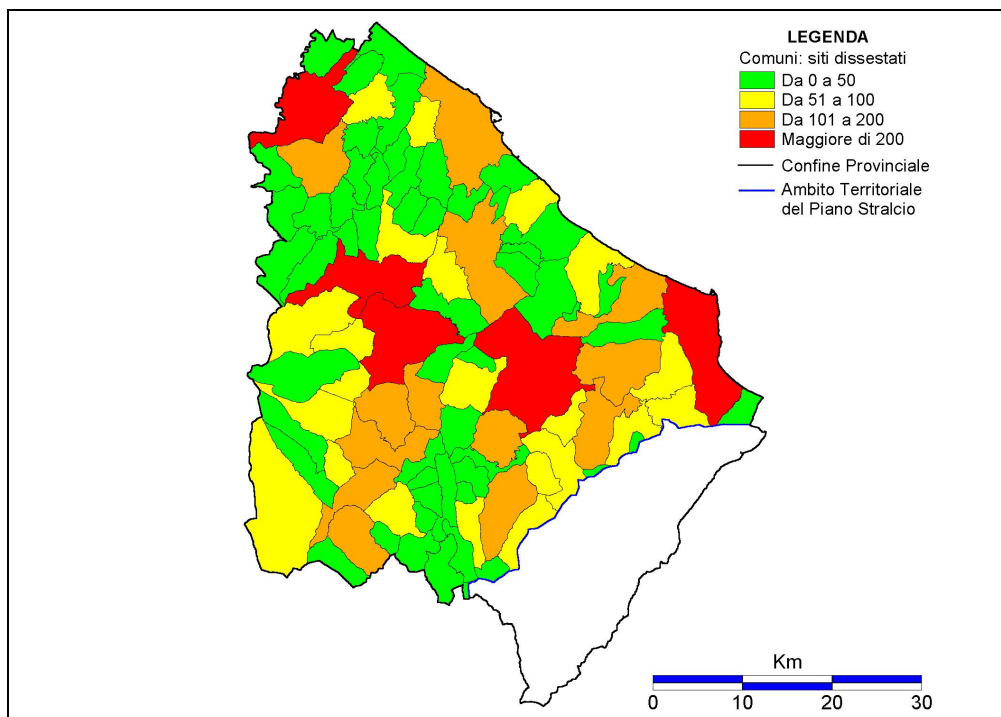 LEGENDA
Comuni: siti dissestati
Da 0 a 50
Da 51 a 100
Da 101 a 200
Maggiore di 200
Confine Provinciale
Ambito Territoriale
del Piano Stralcio
Km
0 10 20 30